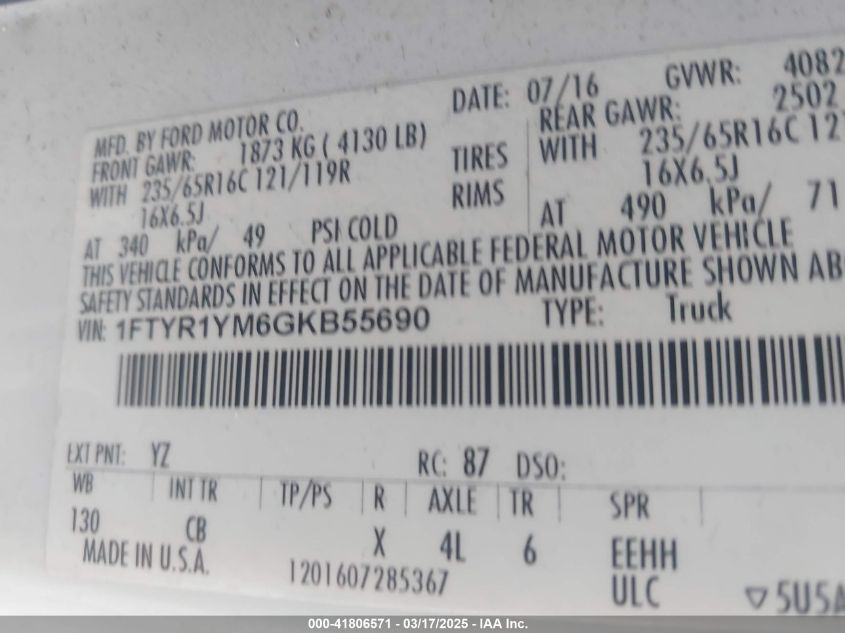 MFD. BY FORD MOTOR CO. DATE: 07/16 GVWR: 4082
FRONT GAWR: 1873 KG ( 4130 LB) REAR GAWR: 2502
WITH 235/65R16C 121/119R TIRES WITH 235/65R16C 12
16X6.5J RIMS 16X6.5J
AT 340 kPa/ 49 PSI COLD AT 490 kPa/ 71
THIS VEHICLE CONFORMS TO ALL APPLICABLE FEDERAL MOTOR VEHICLE
SAFETY STANDARDS IN EFFECT ON THE DATE OF MANUFACTURE SHOWN AB
VIN: 1FTYR1YM6GKB55690 TYPE: Truck
EXT PNT: YZ RC: 87 DSO:
WB INT TR TP/PS R AXLE TR SPR
130 CB X 4L 6 EEHH
MADE IN U.S.A. 1201607285367 ULC ▽5U5A
000-41806571 — 03/17/2025 — IAA Inc.